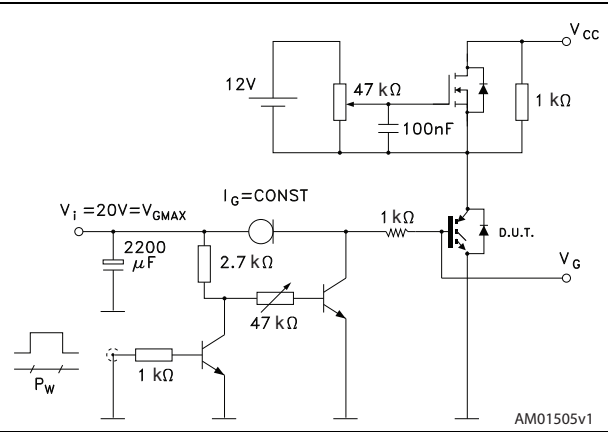 V CC
12V
47 kΩ
1 kΩ
100nF
I G =CONST
V i =20V=V GMAX
1 kΩ
D.U.T.
2200
μF
2.7 kΩ
V G
47 kΩ
1 kΩ
P W
AM01505v1